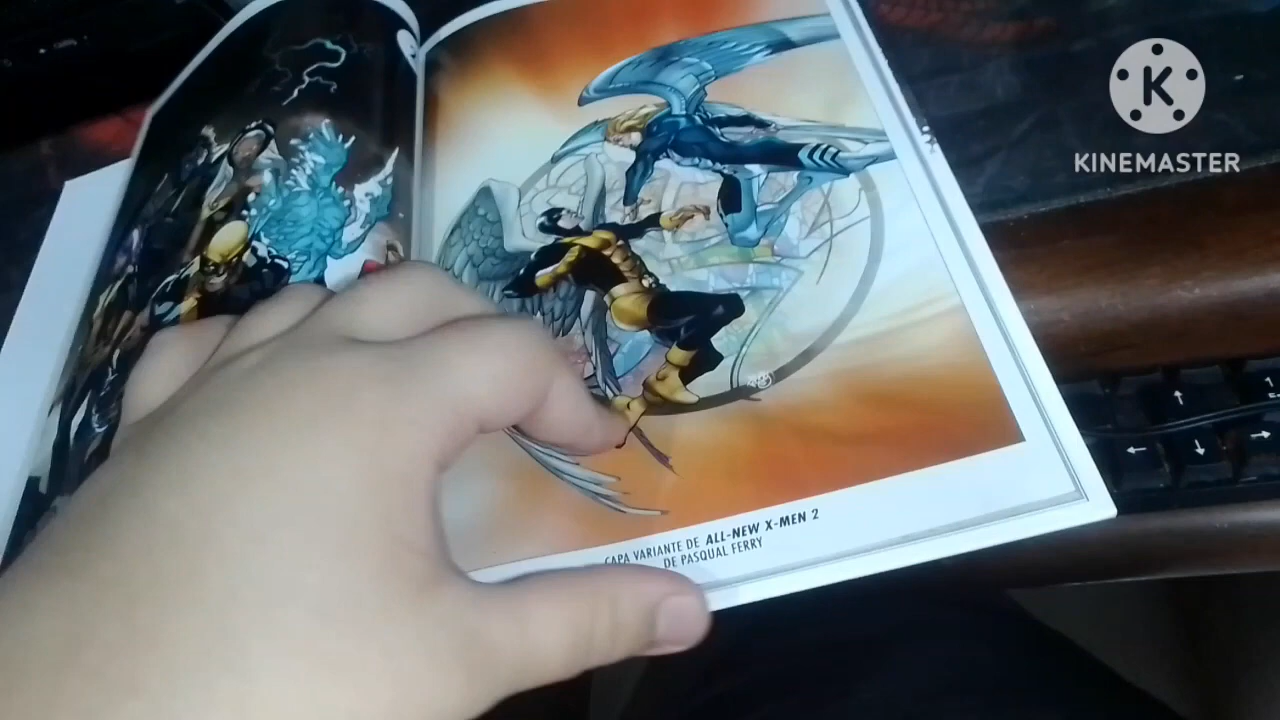 K
KINEMASTER
CAPA VARIANTE DE ALL-NEW X-MEN 2
DE PASQUAL FERRY